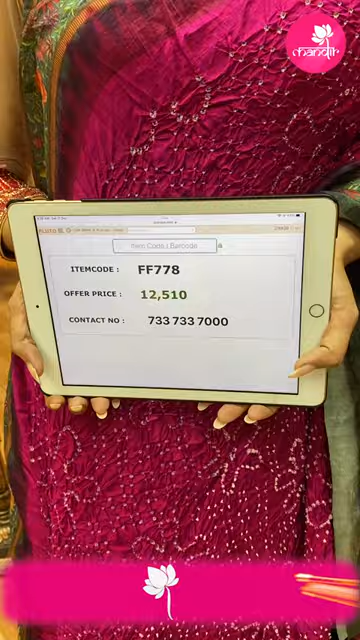 mandir
Item Code / Barcode
ITEMCODE : FF778
OFFER PRICE : 12,510
CONTACT NO : 733 733 7000